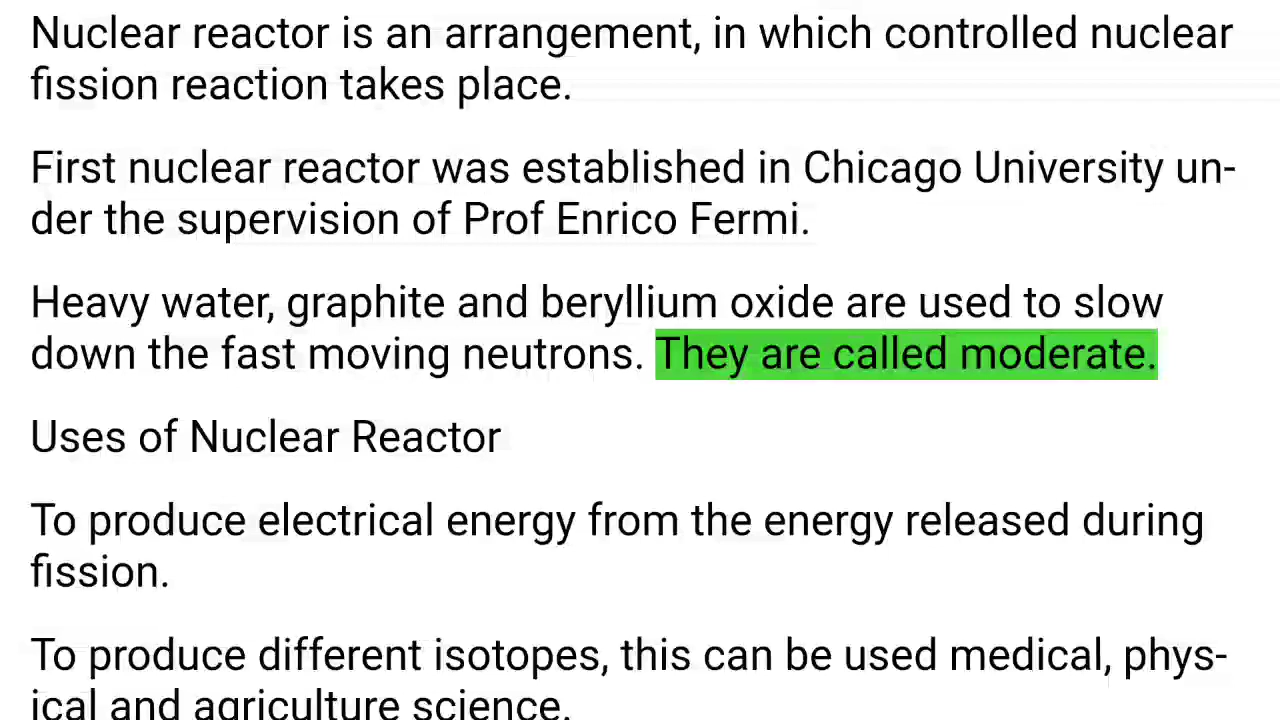 Nuclear reactor is an arrangement, in which controlled nuclear
fission reaction takes place.
First nuclear reactor was established in Chicago University un-
der the supervision of Prof Enrico Fermi.
Heavy water, graphite and beryllium oxide are used to slow
down the fast moving neutrons. They are called moderate.
Uses of Nuclear Reactor
To produce electrical energy from the energy released during
fission.
To produce different isotopes, this can be used medical, phys-
ical and agriculture science.